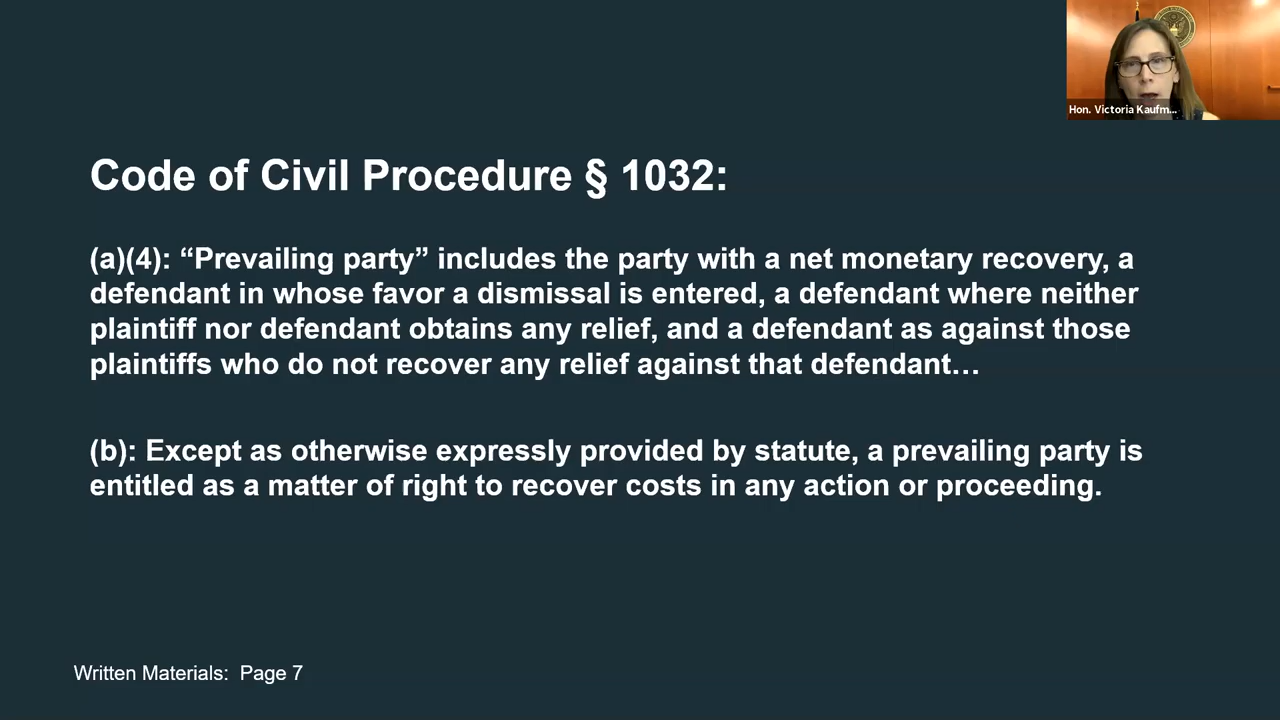 Hon. Victoria Kaufm...
Code of Civil Procedure § 1032:
(a)(4): “Prevailing party” includes the party with a net monetary recovery, a
defendant in whose favor a dismissal is entered, a defendant where neither
plaintiff nor defendant obtains any relief, and a defendant as against those
plaintiffs who do not recover any relief against that defendant…
(b): Except as otherwise expressly provided by statute, a prevailing party is
entitled as a matter of right to recover costs in any action or proceeding.
Written Materials:  Page 7